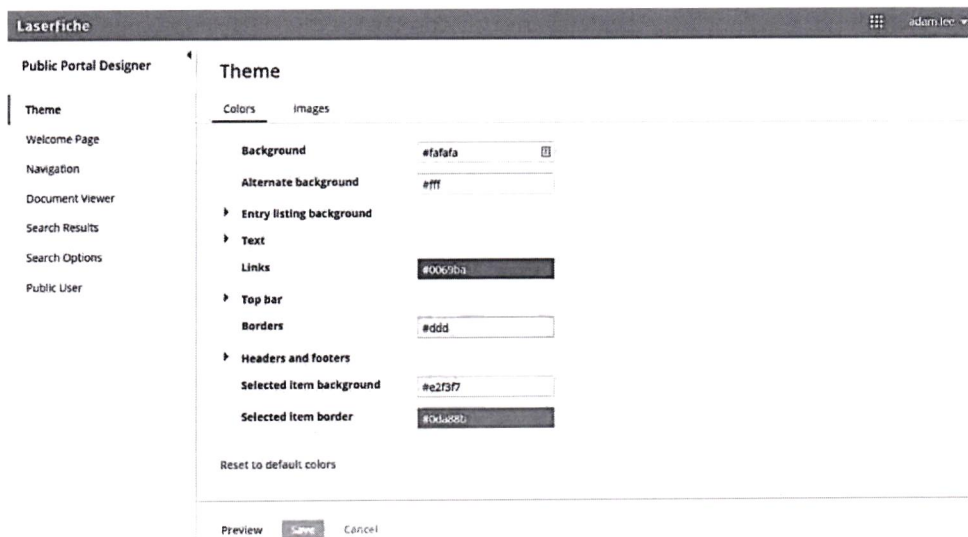 Laserfiche
adam.lee
Public Portal Designer
Theme
Welcome Page
Navigation
Document Viewer
Search Results
Search Options
Public User
Theme
Colors Images
Background #fafafa
Alternate background #fff
Entry listing background
Text
Links #0069ba
Top bar
Borders #ddd
Headers and footers
Selected item background #e2f3f7
Selected item border
Reset to default colors
Preview Save Cancel